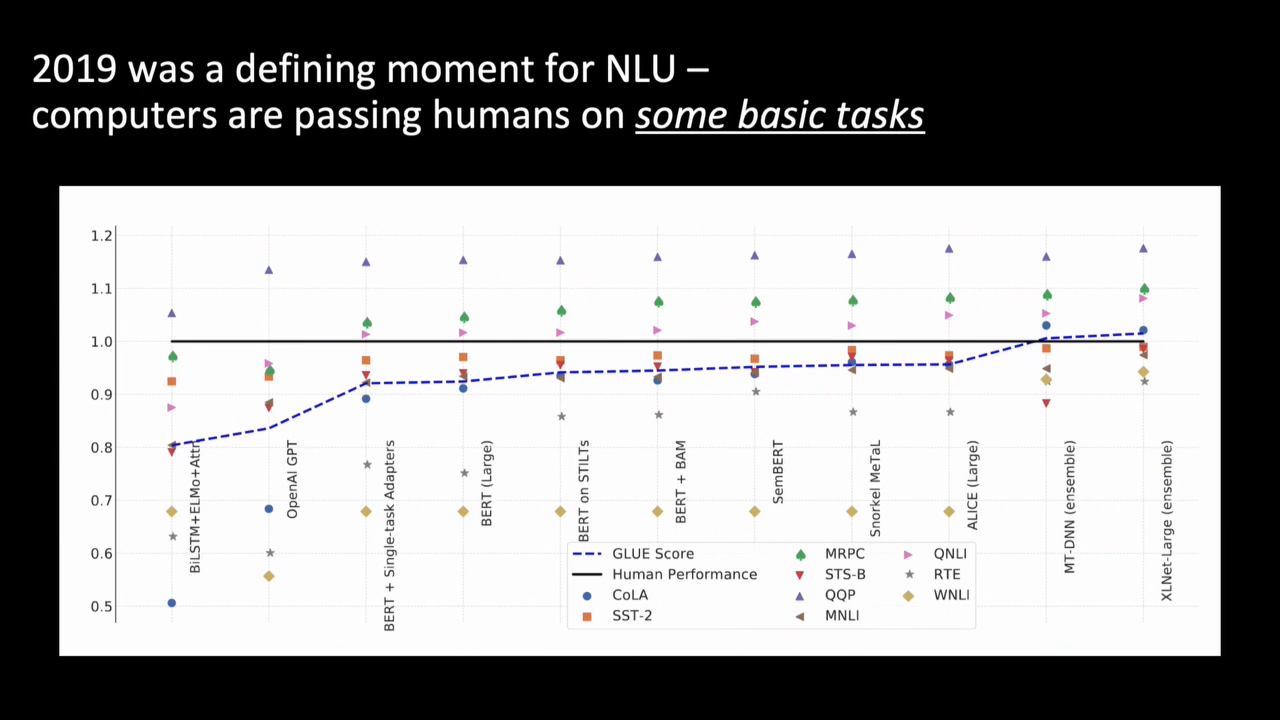 2019 was a defining moment for NLU –
computers are passing humans on some basic tasks
1.2
1.1
1.0
0.9
0.8
0.7
0.6
0.5
BiLSTM+ELMo+Attn
OpenAI GPT
BERT + Single-task Adapters
BERT (Large)
BERT on STILTs
BERT + BAM
SemBERT
Snorkel MeTaL
ALICE (Large)
MT-DNN (ensemble)
XLNet-Large (ensemble)
GLUE Score
Human Performance
CoLA
SST-2
MRPC
STS-B
QQP
MNLI
QNLI
RTE
WNLI